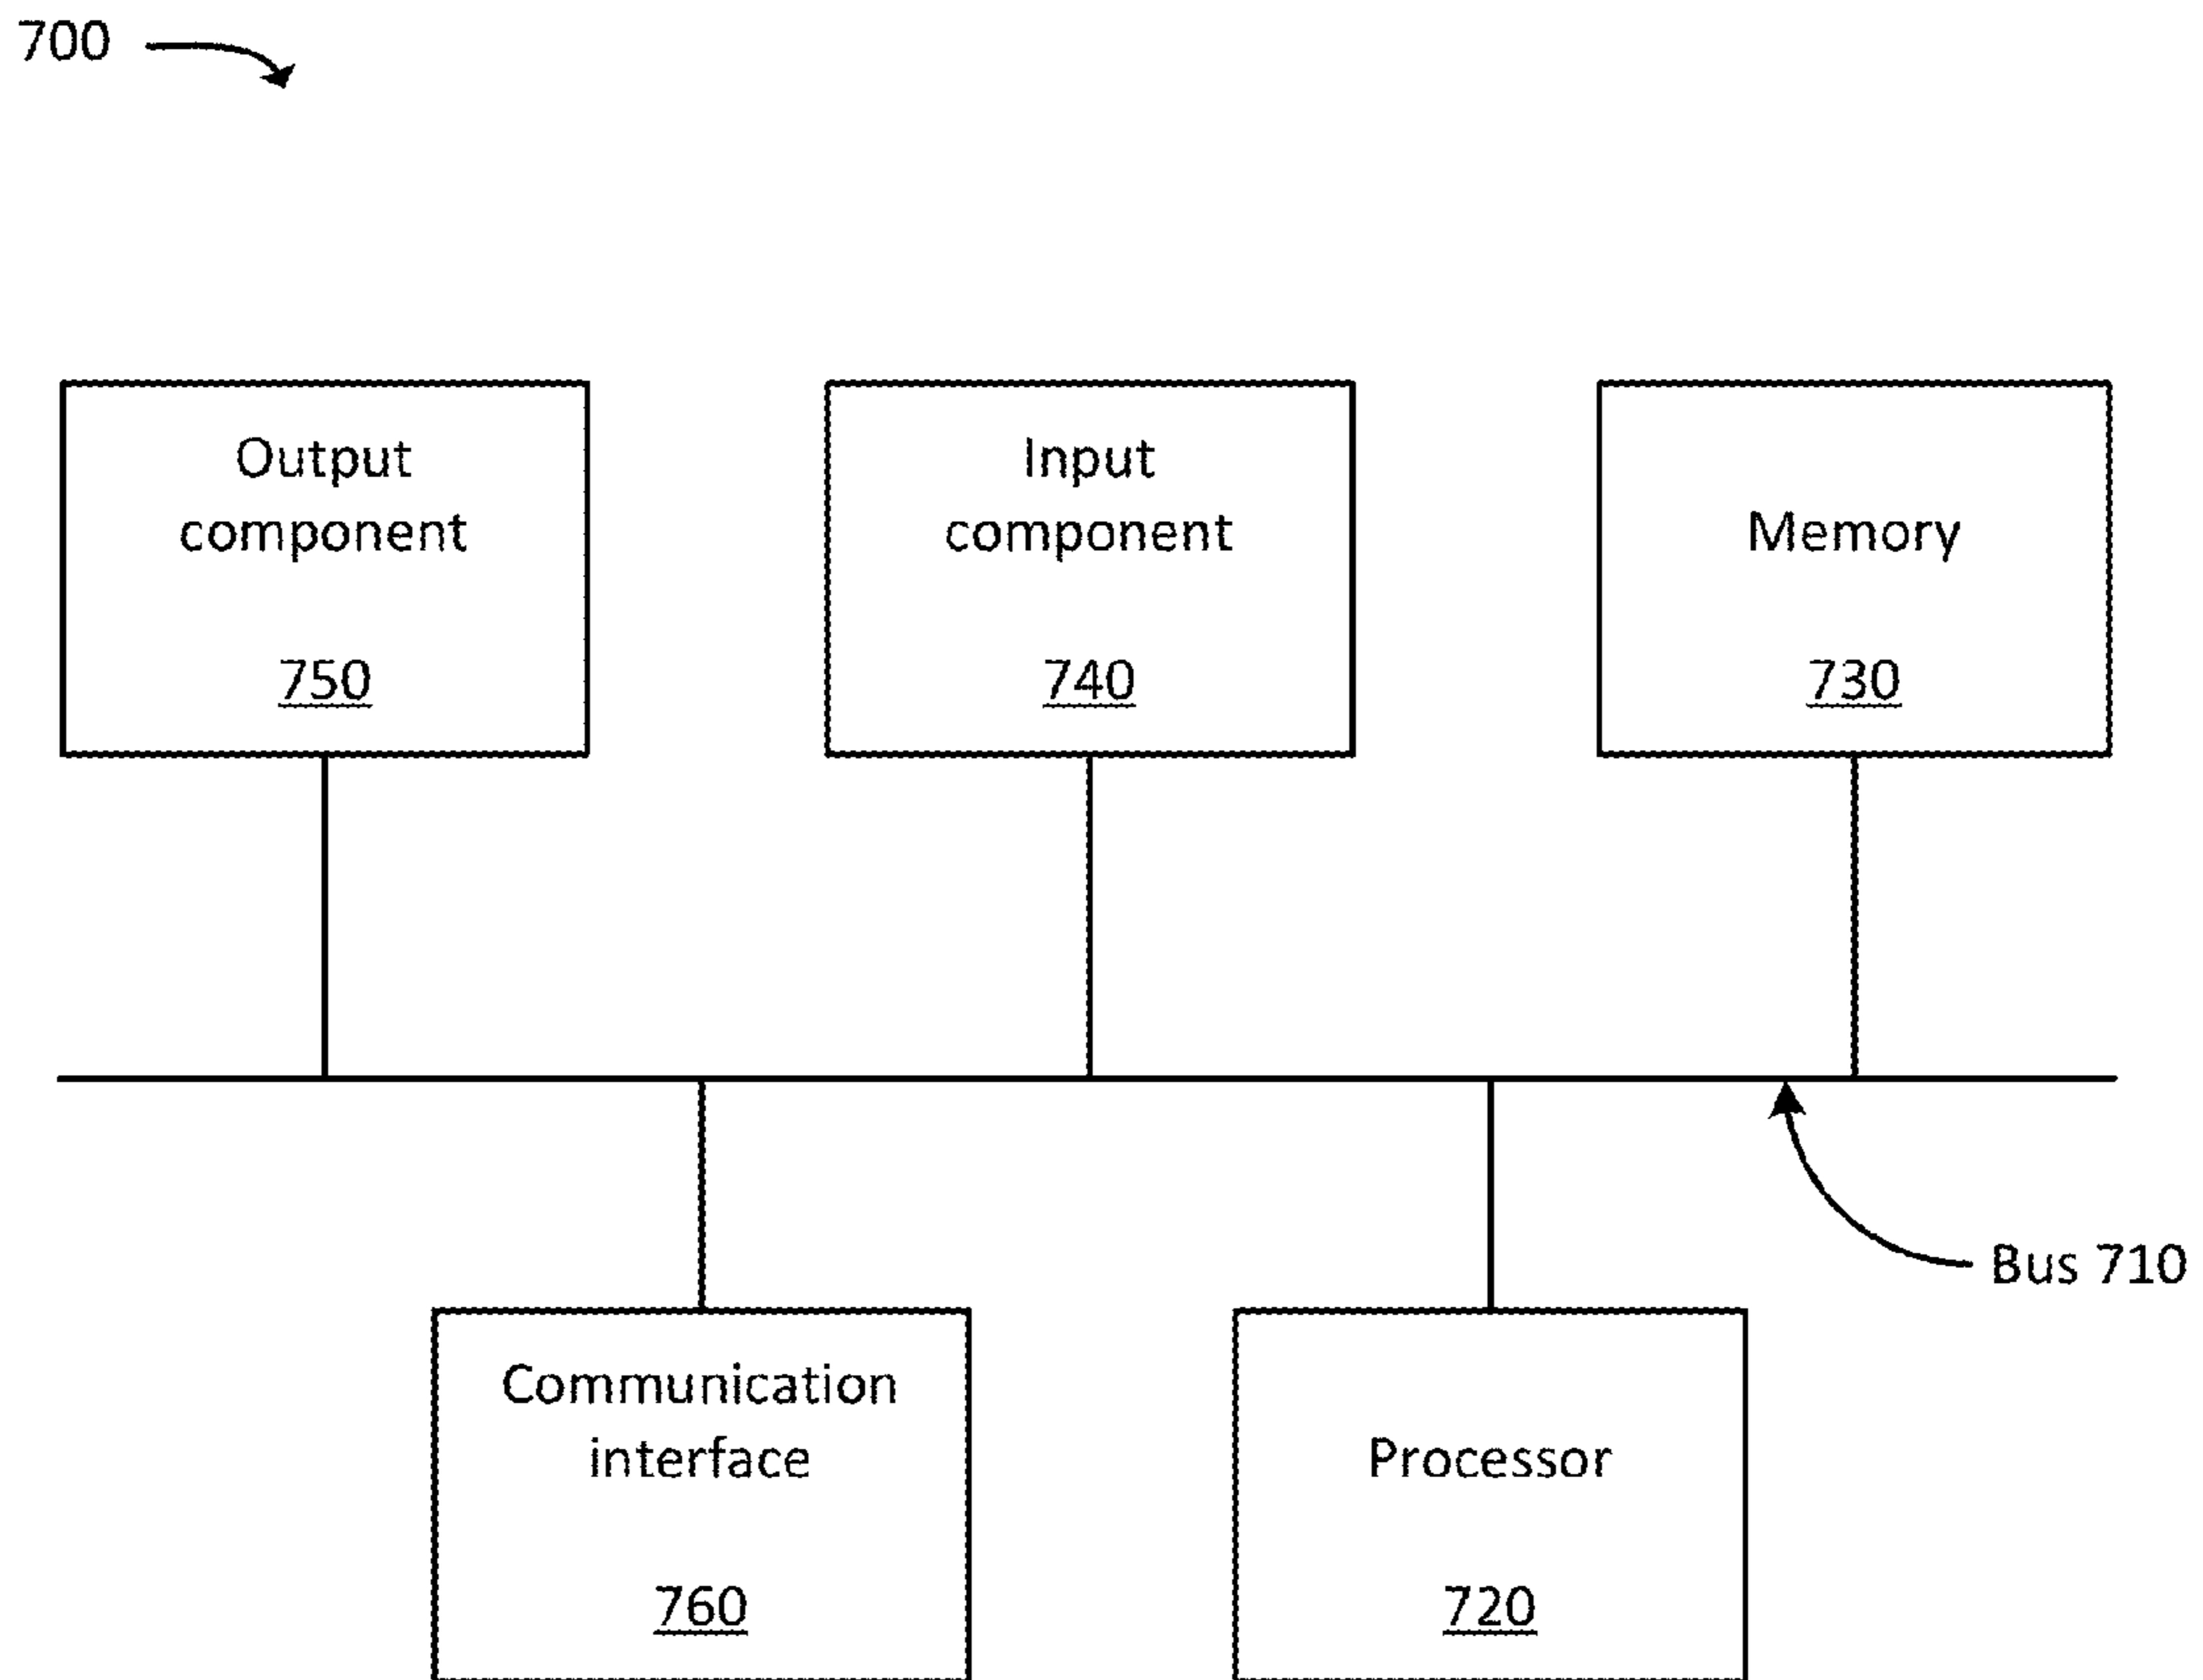 700
Output
component
750
Input
component
740
Memory
730
Bus 710
Communication
interface
760
Processor
720